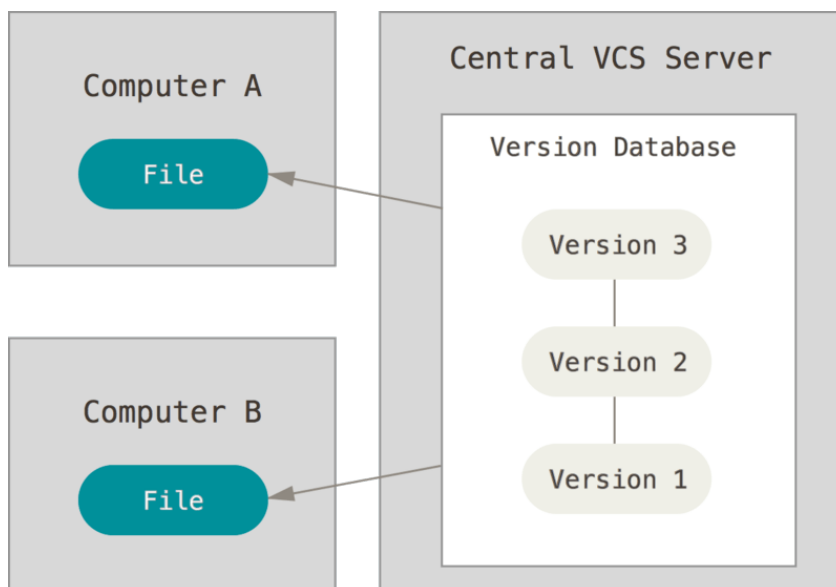 Computer A
File
Computer B
File
Central VCS Server
Version Database
Version 3
Version 2
Version 1